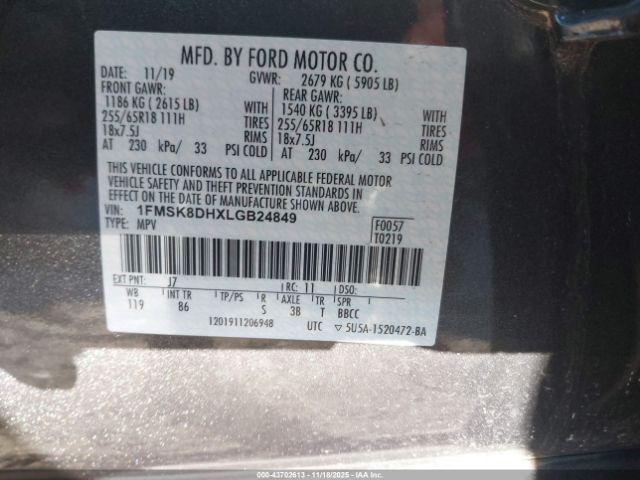 MFD. BY FORD MOTOR CO.
DATE: 11/19 GVWR: 2679 KG ( 5905 LB)
FRONT GAWR: REAR GAWR:
1186 KG ( 2615 LB) WITH 1540 KG ( 3395 LB) WITH
255/65R18 111H TIRES 255/65R18 111H TIRES
18x7.5J RIMS 18x7.5J RIMS
AT 230 kPa/ 33 PSI COLD AT 230 kPa/ 33 PSI COLD
THIS VEHICLE CONFORMS TO ALL APPLICABLE FEDERAL MOTOR
VEHICLE SAFETY AND THEFT PREVENTION STANDARDS IN
EFFECT ON THE DATE OF MANUFACTURE SHOWN ABOVE.
VIN: 1FMSK8DHXLGB24849 F0057
TYPE: MPV T0219
EXT PNT: J7 RC: 11 DSO:
WB INT TR TP/PS R AXLE TR SPR
119 86 S 3B T BBCC
1201911206948 UTC ▽ 5U5A-1520472-BA
000-43702613 - 11/18/2025 - IAAI.COM